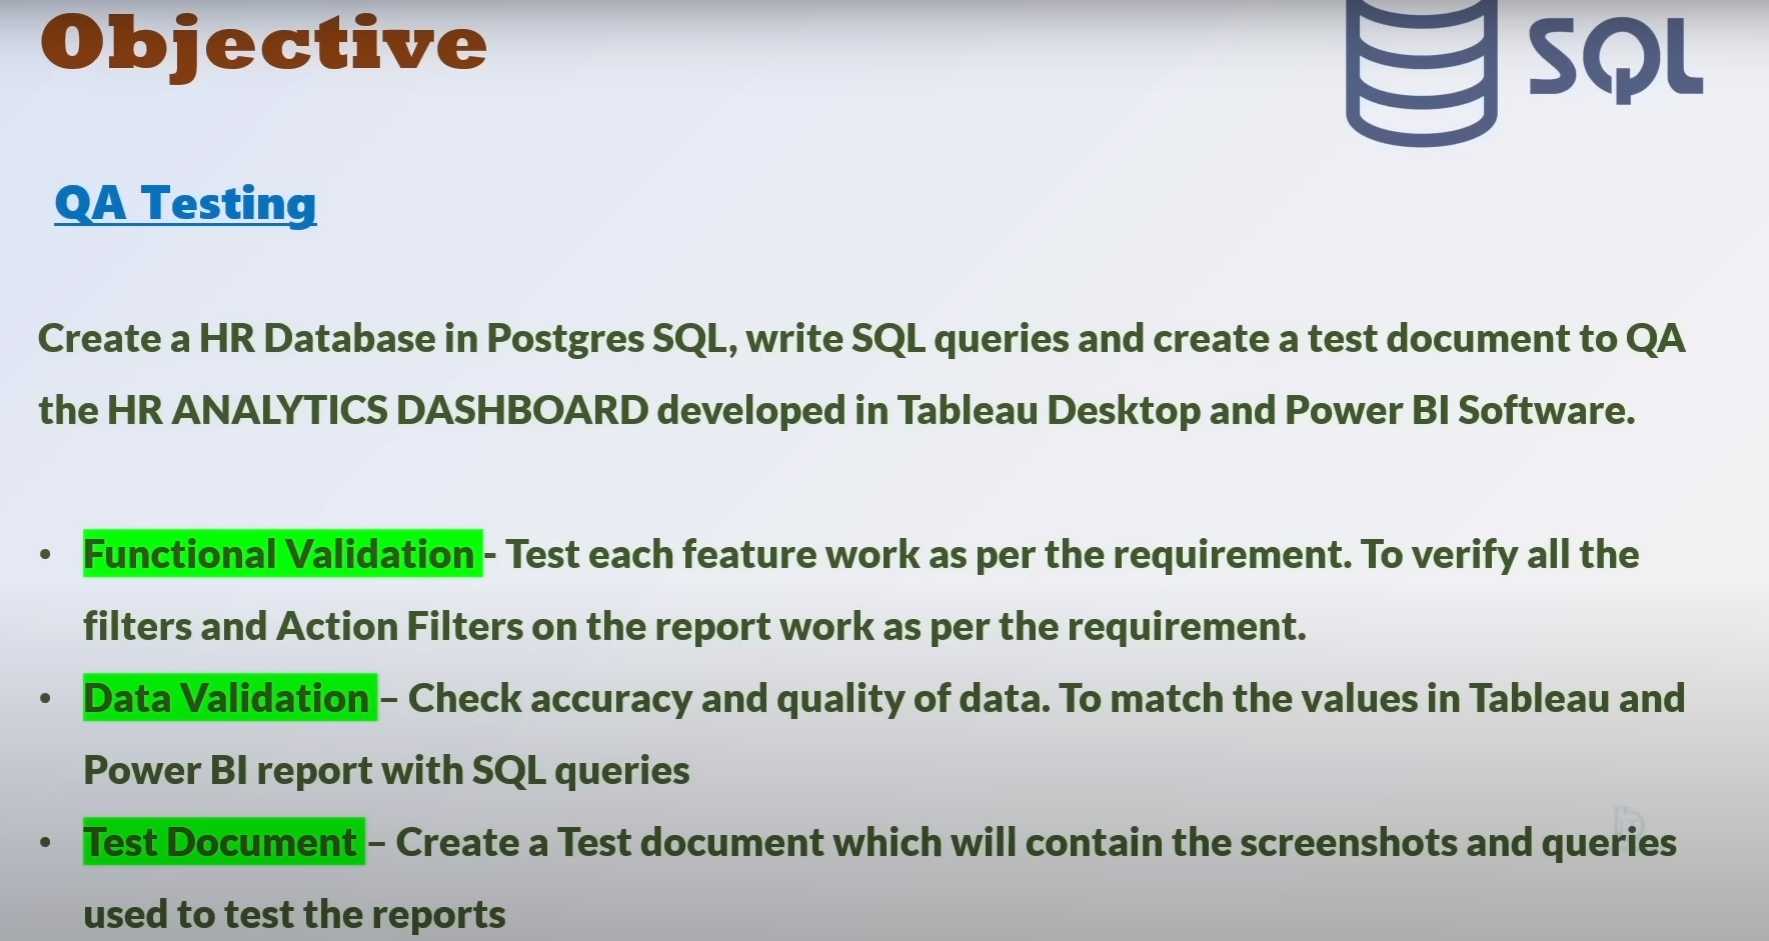 Objective
SQL
QA Testing
Create a HR Database in Postgres SQL, write SQL queries and create a test document to QA
the HR ANALYTICS DASHBOARD developed in Tableau Desktop and Power BI Software.
• Functional Validation - Test each feature work as per the requirement. To verify all the
filters and Action Filters on the report work as per the requirement.
• Data Validation – Check accuracy and quality of data. To match the values in Tableau and
Power BI report with SQL queries
• Test Document – Create a Test document which will contain the screenshots and queries
used to test the reports